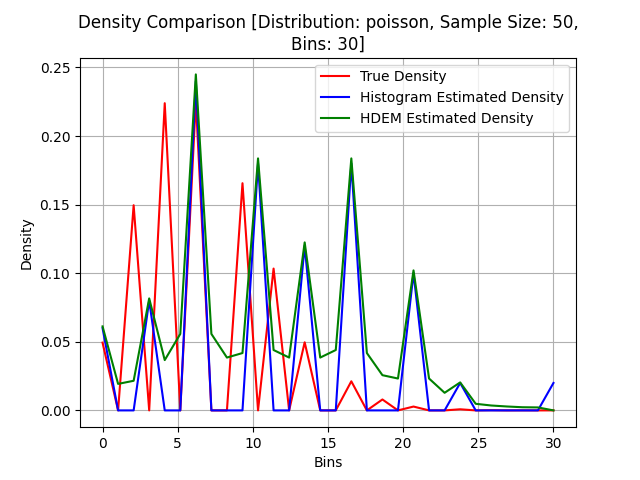 Density Comparison [Distribution: poisson, Sample Size: 50,
Bins: 30]
True Density
Histogram Estimated Density
HDEM Estimated Density
Density
0.25
0.20
0.15
0.10
0.05
0.00
0 5 10 15 20 25 30
Bins